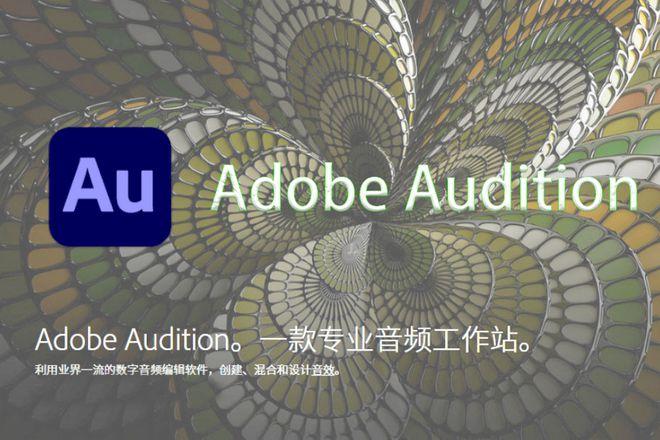 Au
Adobe Audition
Adobe Audition。一款专业音频工作站。
利用业界一流的数字音频编辑软件，创建、混合和设计音效。